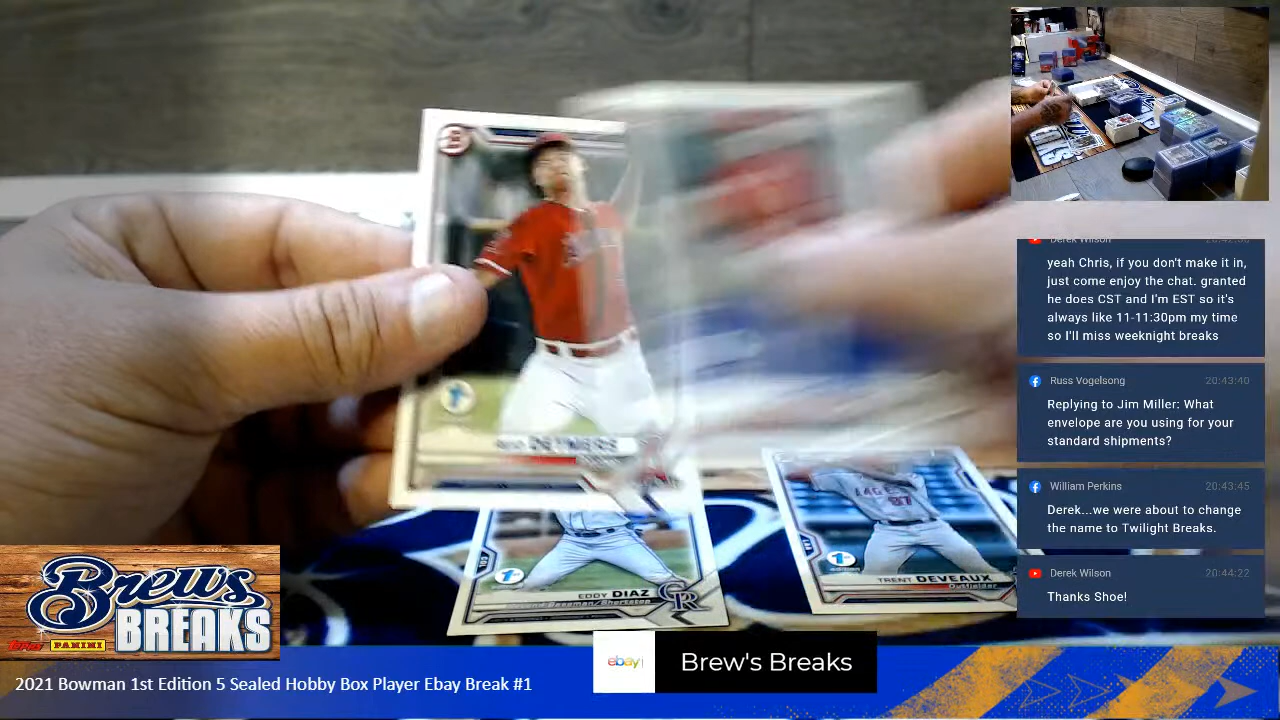 Derek Wilson
yeah Chris, if you don't make it in,
just come enjoy the chat. granted
he does CST and I'm EST so it's
always like 11-11:30pm my time
so I'll miss weeknight breaks
Russ Vogelsong 20:43:40
Replying to Jim Miller: What
envelope are you using for your
standard shipments?
William Perkins 20:43:45
Derek...we were about to change
the name to Twilight Breaks.
Derek Wilson 20:44:22
Thanks Shoe!
EDDY DIAZ
Second Baseman/Shortstop
CR
TRENT DEVEAUX
Outfielder
Brews
BREAKS
Topps PANINI
ebay
Brew's Breaks
2021 Bowman 1st Edition 5 Sealed Hobby Box Player Ebay Break #1